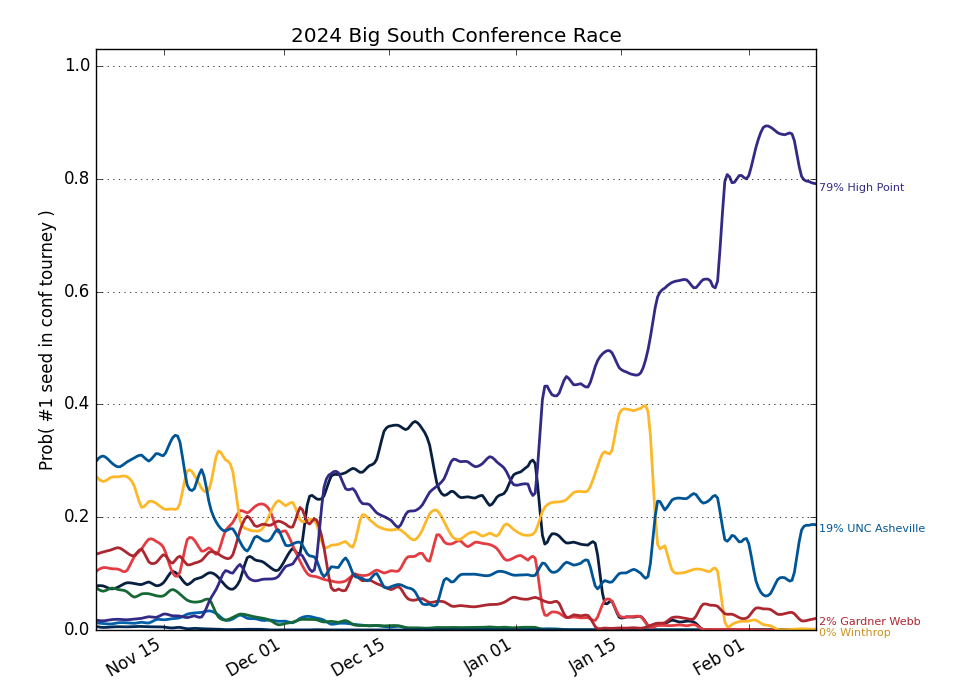 2024 Big South Conference Race
Prob( #1 seed in conf tourney )
1.0
0.8
0.6
0.4
0.2
0.0
79% High Point
19% UNC Asheville
2% Gardner Webb
0% Winthrop
Nov 15
Dec 01
Dec 15
Jan 01
Jan 15
Feb 01